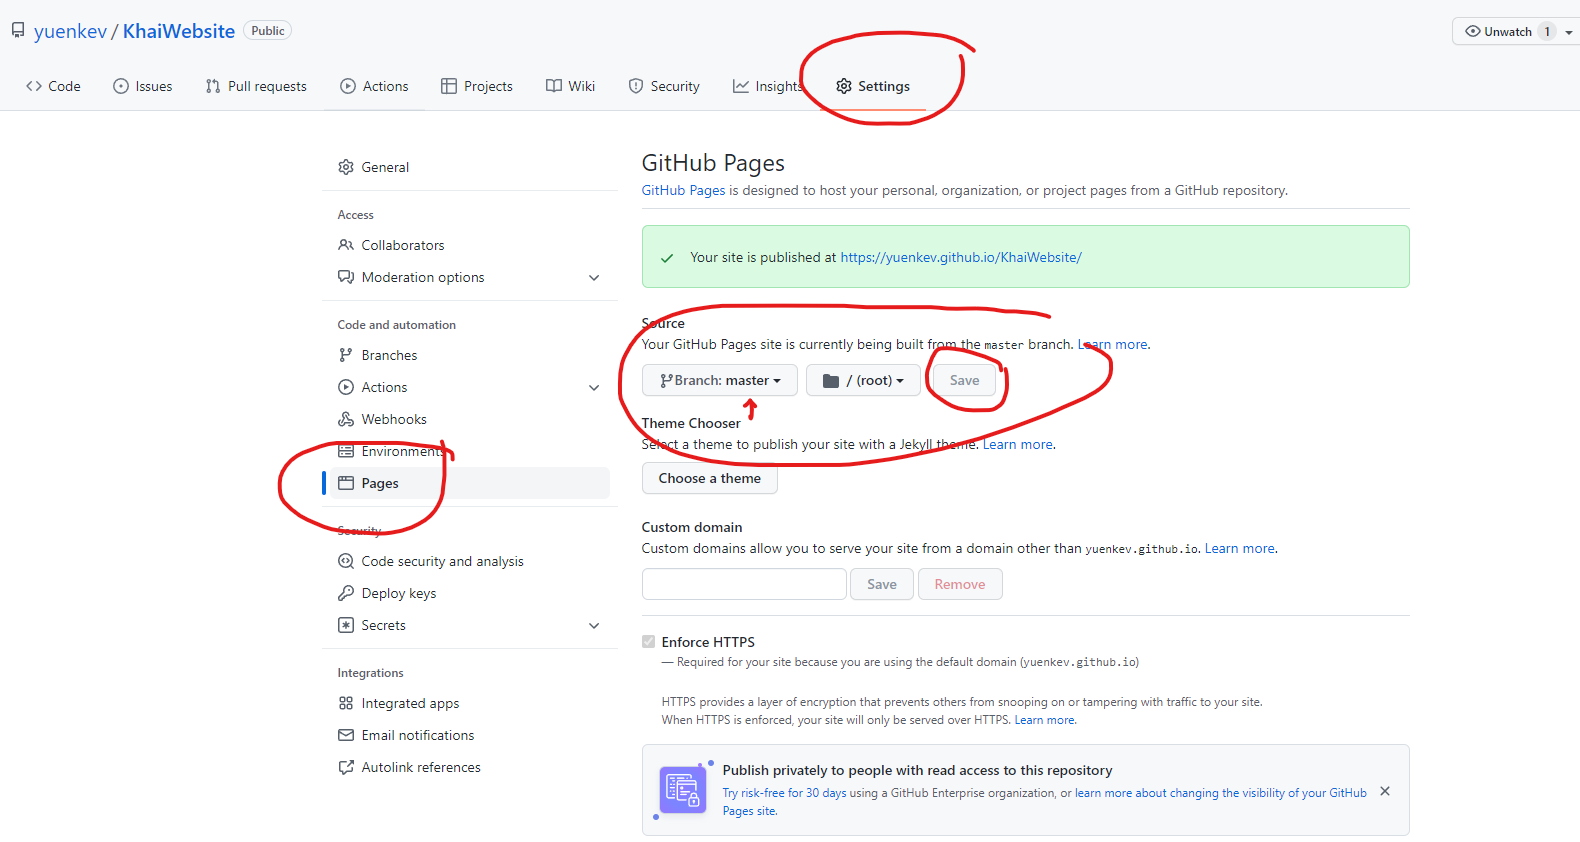 yuenkev / KhaiWebsite Public
Unwatch 1
Code Issues Pull requests Actions Projects Wiki Security Insights Settings
General
Access
Collaborators
Moderation options
Code and automation
Branches
Actions
Webhooks
Environments
Pages
Security
Code security and analysis
Deploy keys
Secrets
Integrations
Integrated apps
Email notifications
Autolink references
GitHub Pages
GitHub Pages is designed to host your personal, organization, or project pages from a GitHub repository.
Your site is published at https://yuenkev.github.io/KhaiWebsite/
Source
Your GitHub Pages site is currently being built from the master branch. Learn more.
Branch: master / (root) Save
Theme Chooser
Select a theme to publish your site with a Jekyll theme. Learn more.
Choose a theme
Custom domain
Custom domains allow you to serve your site from a domain other than yuenkev.github.io. Learn more.
Save Remove
Enforce HTTPS
— Required for your site because you are using the default domain (yuenkev.github.io)
HTTPS provides a layer of encryption that prevents others from snooping on or tampering with traffic to your site.
When HTTPS is enforced, your site will only be served over HTTPS. Learn more.
Publish privately to people with read access to this repository
Try risk-free for 30 days using a GitHub Enterprise organization, or learn more about changing the visibility of your GitHub
Pages site.